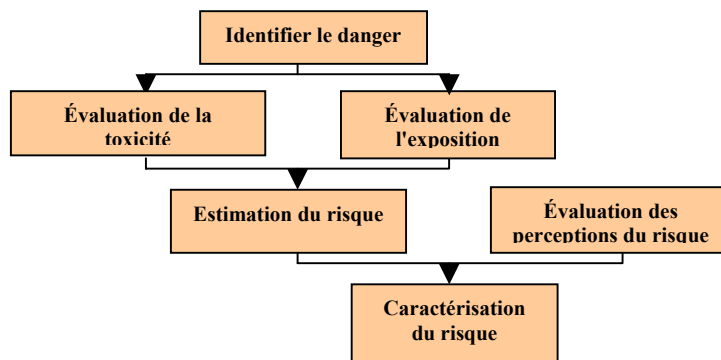 Identifier le danger
Évaluation de la
toxicité
Évaluation de
l'exposition
Estimation du risque
Évaluation des
perceptions du risque
Caractérisation
du risque